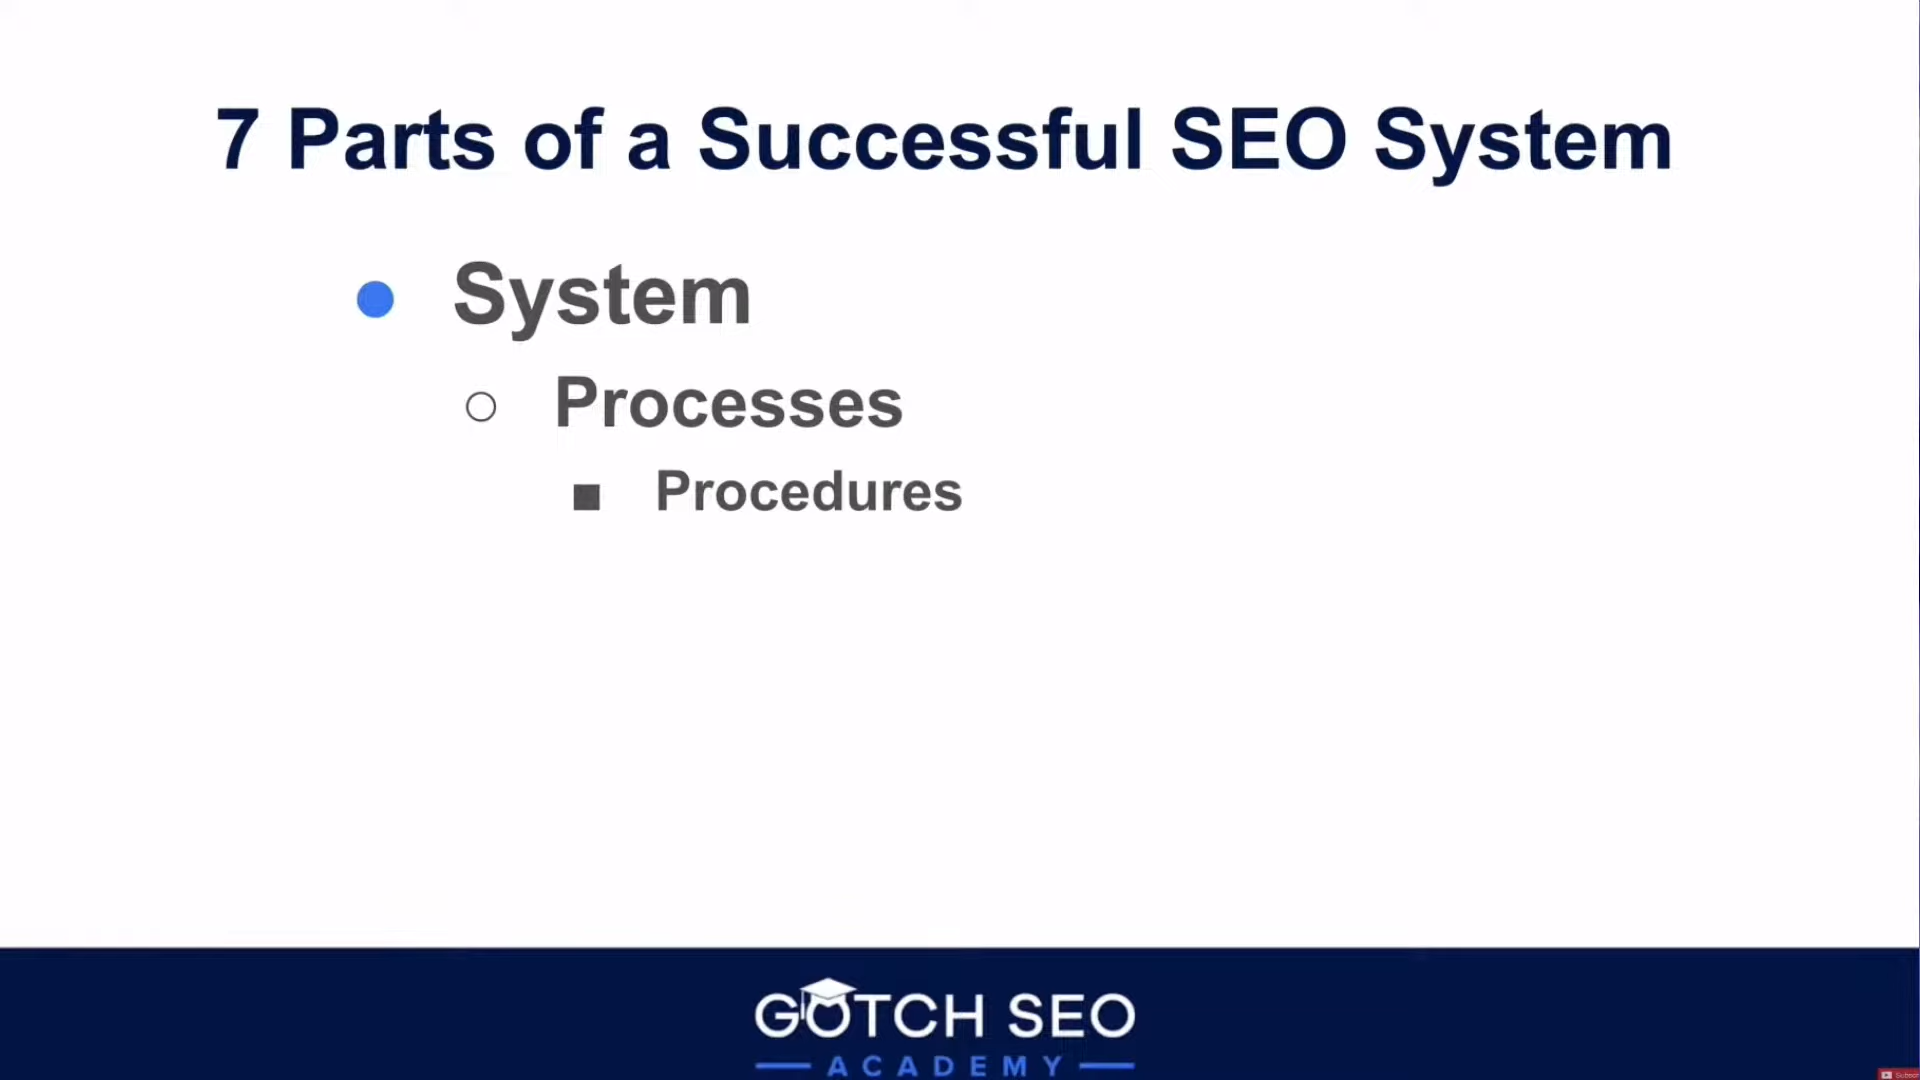 7 Parts of a Successful SEO System
System
Processes
Procedures
GOTCH SEO
ACADEMY